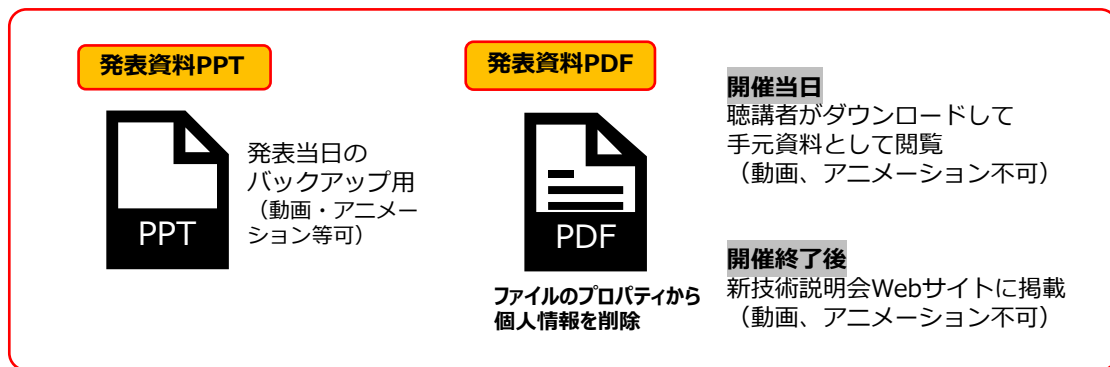 発表資料PPT
PPT
発表当日の
バックアップ用
（動画・アニメー
ション等可）
発表資料PDF
PDF
ファイルのプロパティから
個人情報を削除
開催当日
聴講者がダウンロードして
手元資料として閲覧
（動画、アニメーション不可）
開催終了後
新技術説明会Webサイトに掲載
（動画、アニメーション不可）